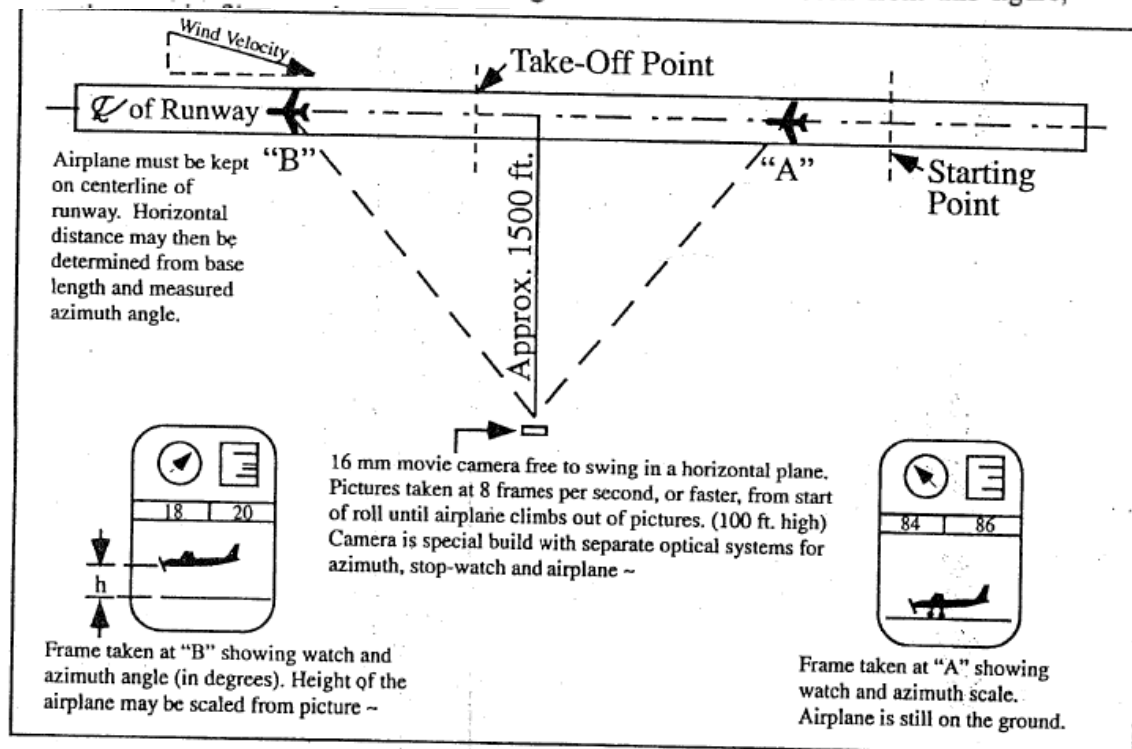 Wind Velocity
Take-Off Point
℄ of Runway
"B"
"A"
Starting
Point
Airplane must be kept
on centerline of
runway. Horizontal
distance may then be
determined from base
length and measured
azimuth angle.
Approx. 1500 ft.
16 mm movie camera free to swing in a horizontal plane.
Pictures taken at 8 frames per second, or faster, from start
of roll until airplane climbs out of pictures. (100 ft. high)
Camera is special build with separate optical systems for
azimuth, stop-watch and airplane ~
18 20
h
84 86
Frame taken at "B" showing watch and
azimuth angle (in degrees). Height of the
airplane may be scaled from picture ~
Frame taken at "A" showing
watch and azimuth scale.
Airplane is still on the ground.